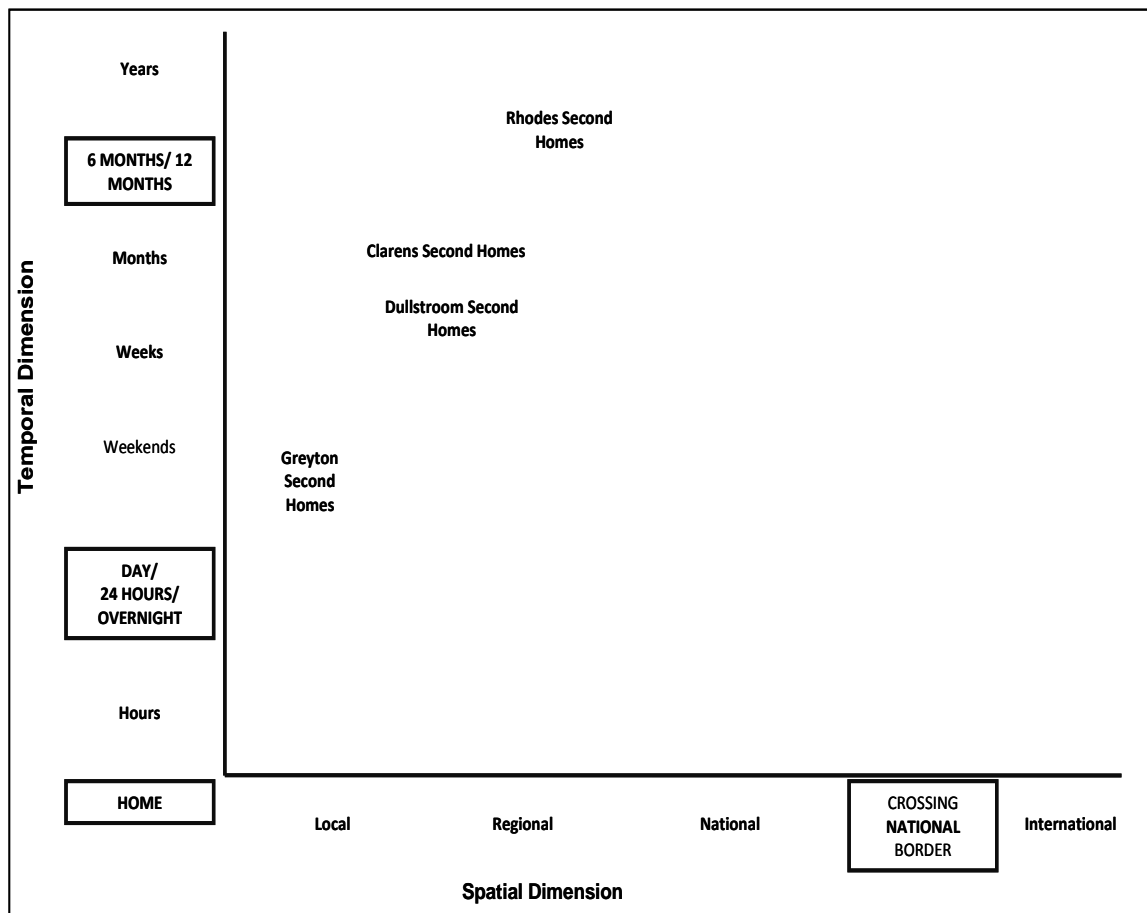 Temporal Dimension
Years
6 MONTHS/ 12
MONTHS
Months
Weeks
Weekends
DAY/
24 HOURS/
OVERNIGHT
Hours
HOME
Rhodes Second
Homes
Clarens Second Homes
Dullstroom Second
Homes
Greyton
Second
Homes
Local
Regional
National
CROSSING
NATIONAL
BORDER
International
Spatial Dimension